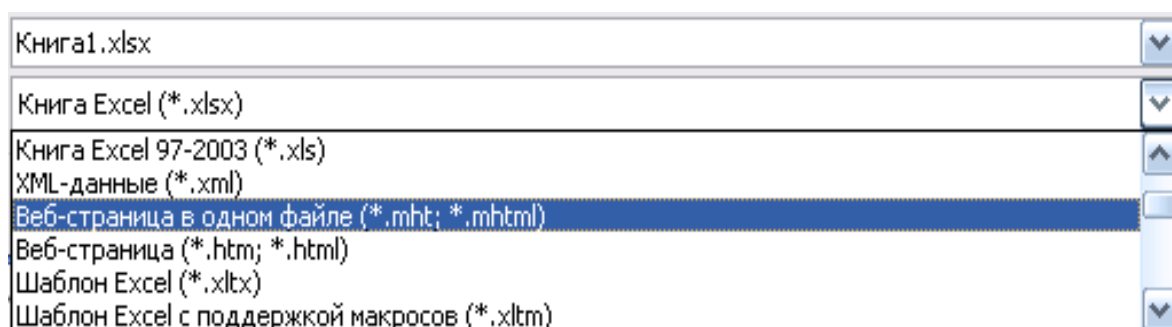 Книга1.xlsx
Книга Excel (*.xlsx)
Книга Excel 97-2003 (*.xls)
XML-данные (*.xml)
Веб-страница в одном файле (*.mht; *.mhtml)
Веб-страница (*.htm; *.html)
Шаблон Excel (*.xltx)
Шаблон Excel с поддержкой макросов (*.xltm)